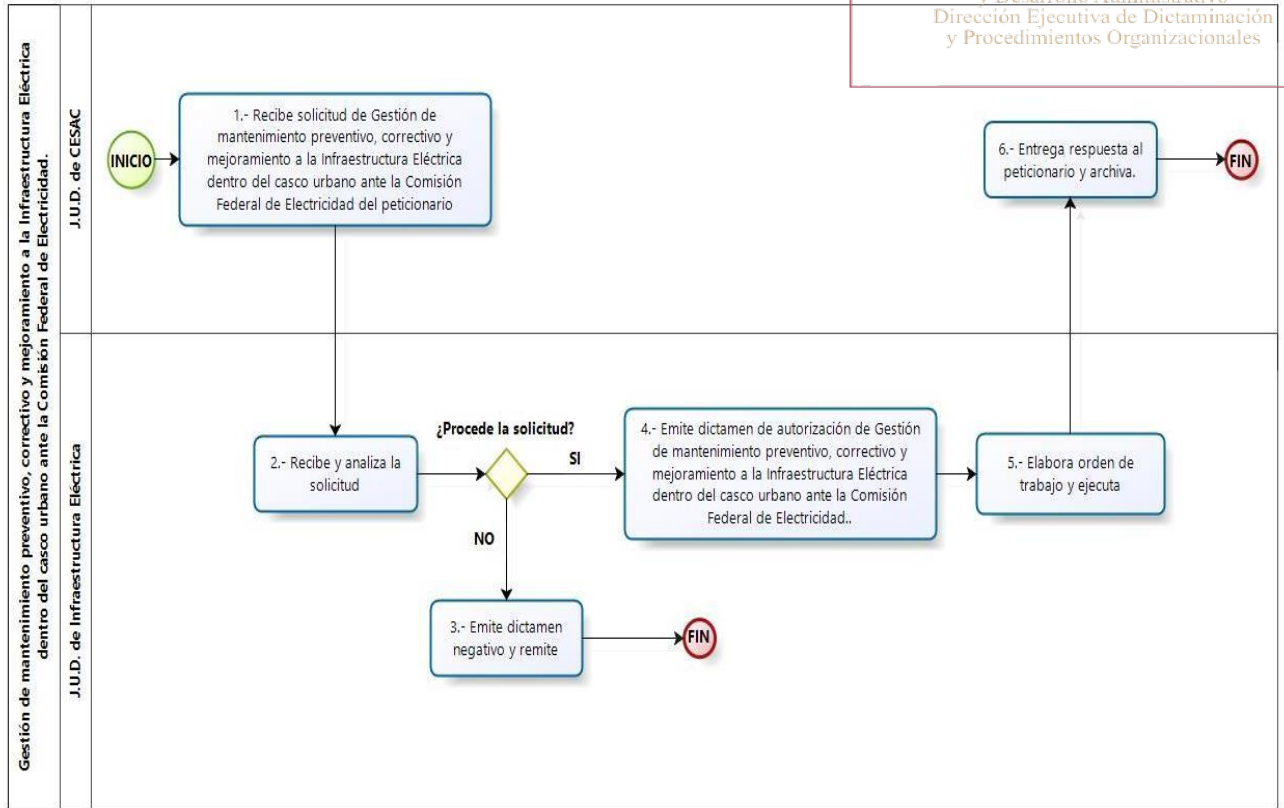 y Desarrollo Administrativo
Dirección Ejecutiva de Dictaminación
y Procedimientos Organizacionales
Gestión de mantenimiento preventivo, correctivo y mejoramiento a la Infraestructura Eléctrica
dentro del casco urbano ante la Comisión Federal de Electricidad.
J.U.D. de CESAC
INICIO
1.- Recibe solicitud de Gestión de
mantenimiento preventivo, correctivo y
mejoramiento a la Infraestructura Eléctrica
dentro del casco urbano ante la Comisión
Federal de Electricidad del peticionario
6.- Entrega respuesta al
peticionario y archiva.
FIN
J.U.D. de Infraestructura Eléctrica
2.- Recibe y analiza la
solicitud
¿Procede la solicitud?
SI
NO
4.- Emite dictamen de autorización de Gestión
de mantenimiento preventivo, correctivo y
mejoramiento a la Infraestructura Eléctrica
dentro del casco urbano ante la Comisión
Federal de Electricidad..
5.- Elabora orden de
trabajo y ejecuta
3.- Emite dictamen
negativo y remite
FIN